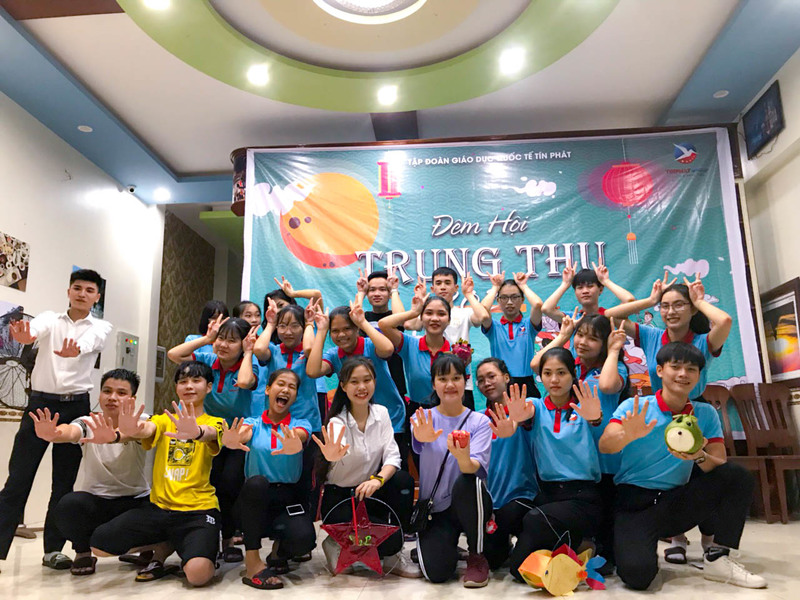 TẬP ĐOÀN GIÁO DỤC QUỐC TẾ TÍN PHÁT
Đêm Hội
TRUNG THU